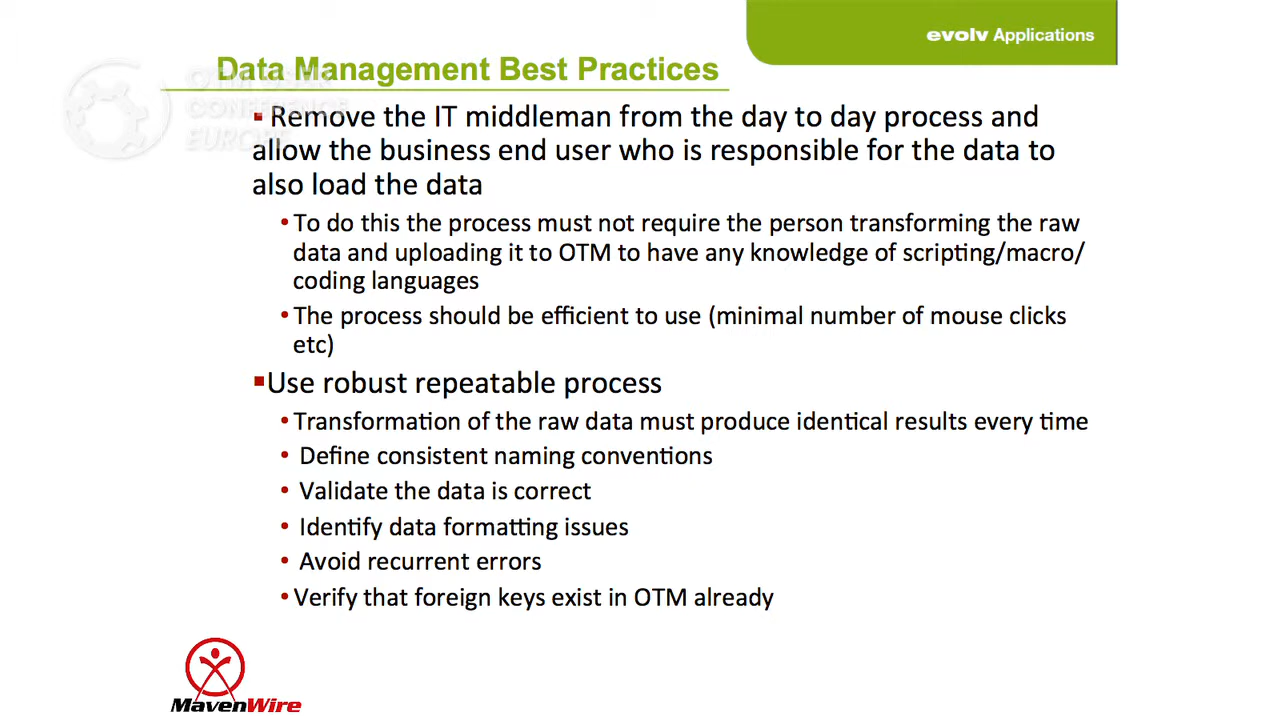 evolv Applications
Data Management Best Practices
OTM USER
CONFERENCE
EUROPE
▪ Remove the IT middleman from the day to day process and
allow the business end user who is responsible for the data to
also load the data
• To do this the process must not require the person transforming the raw
data and uploading it to OTM to have any knowledge of scripting/macro/
coding languages
• The process should be efficient to use (minimal number of mouse clicks
etc)
▪ Use robust repeatable process
• Transformation of the raw data must produce identical results every time
• Define consistent naming conventions
• Validate the data is correct
• Identify data formatting issues
• Avoid recurrent errors
• Verify that foreign keys exist in OTM already
MavenWire